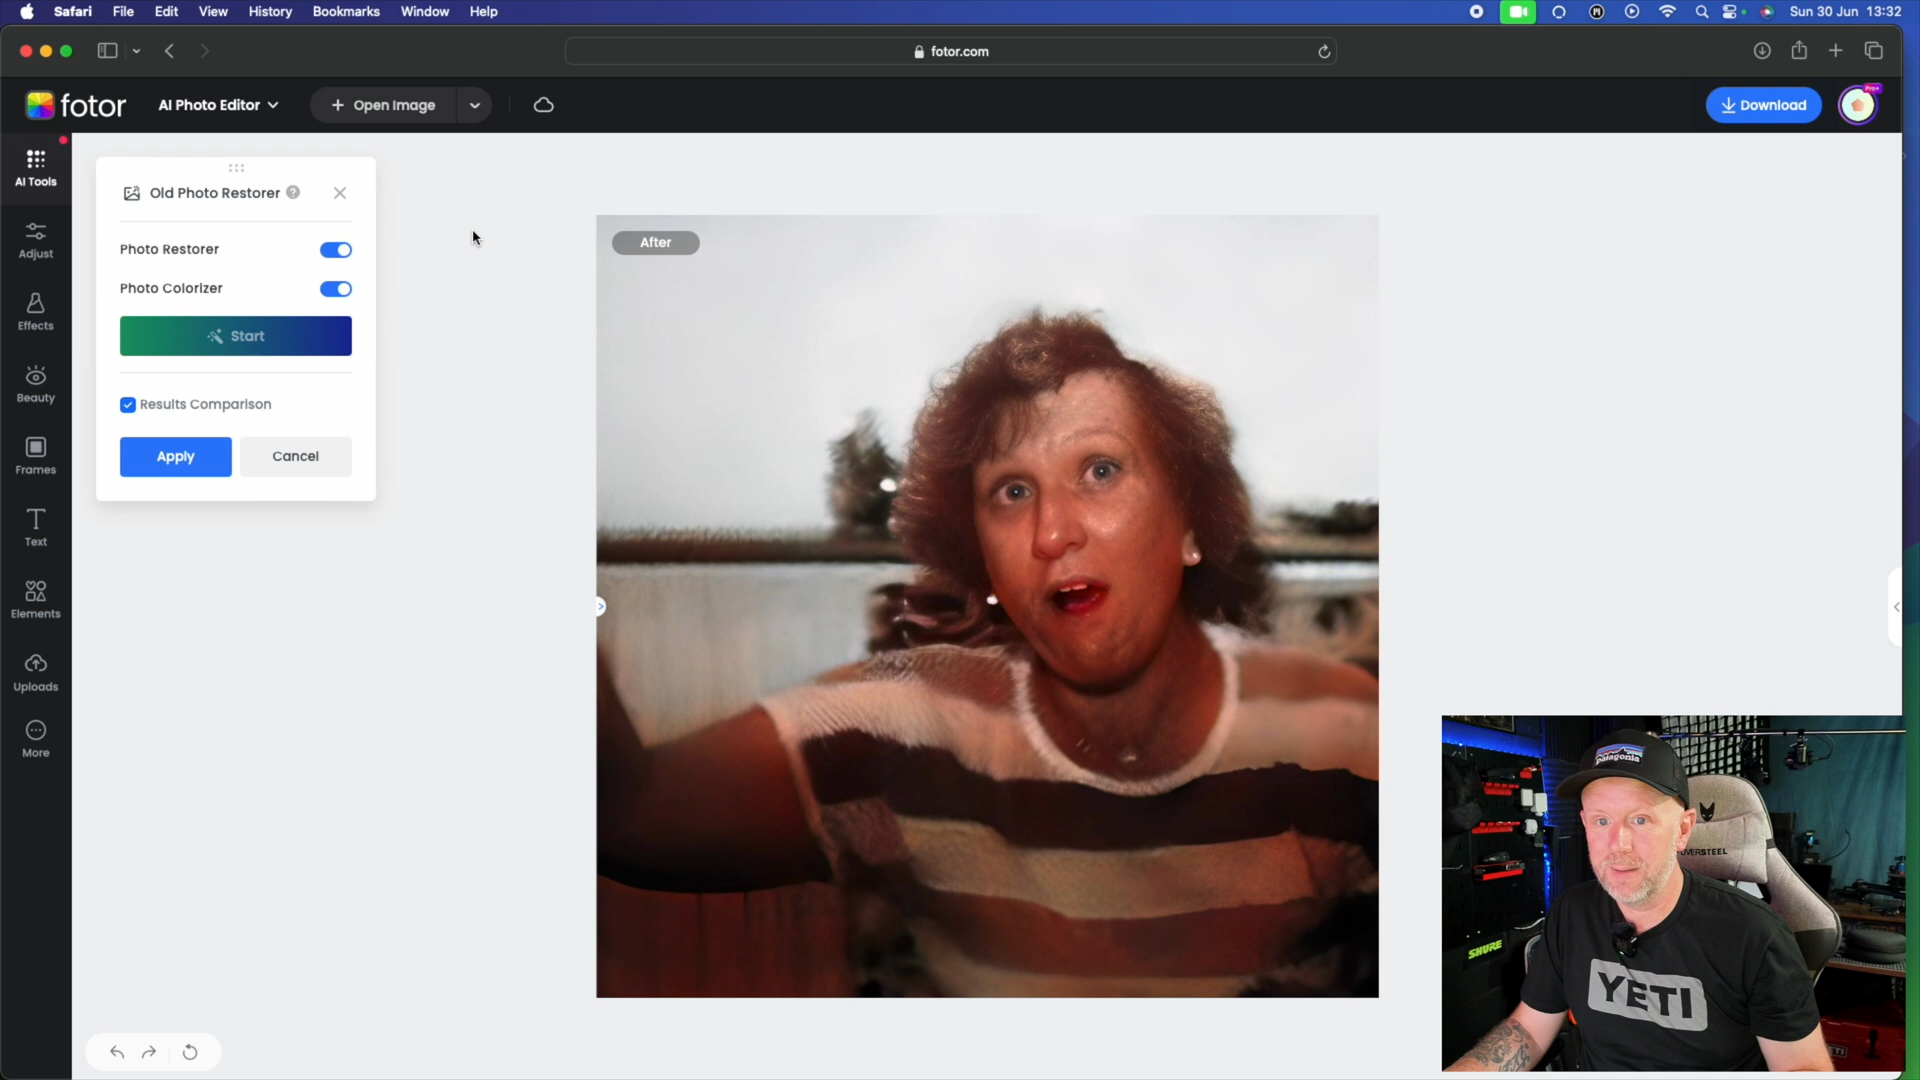 Safari File Edit View History Bookmarks Window Help
Sun 30 Jun 13:32
fotor.com
fotor
AI Photo Editor
+ Open Image
Download
Pro+
AI Tools
Adjust
Effects
Beauty
Frames
Text
Elements
Uploads
More
Old Photo Restorer ?
Photo Restorer
Photo Colorizer
Start
Results Comparison
Apply
Cancel
After
patagonia
OVERSTEEL
SHURE
YETI